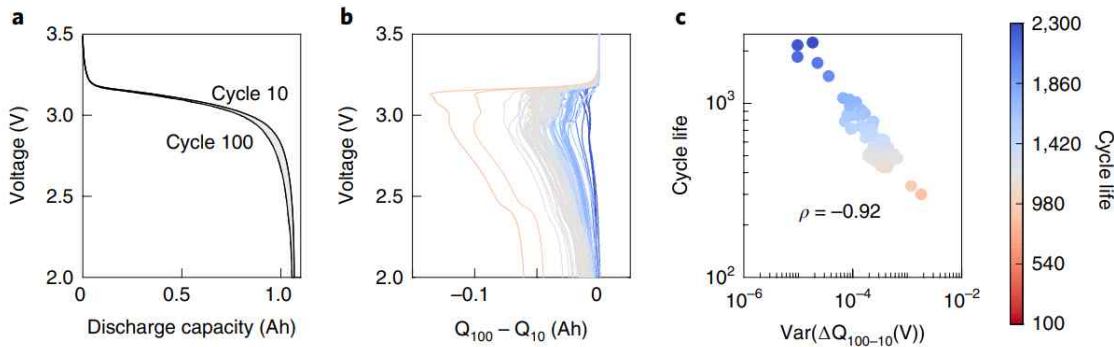 a
3.5
3.0
2.5
2.0
Voltage (V)
Cycle 10
Cycle 100
0
0.5
1.0
Discharge capacity (Ah)
b
3.5
3.0
2.5
2.0
Voltage (V)
–0.1
0
Q₁₀₀ – Q₁₀ (Ah)
c
10³
10²
Cycle life
ρ = –0.92
10⁻⁶
10⁻⁴
10⁻²
Var(ΔQ₁₀₀₋₁₀(V))
2,300
1,860
1,420
980
540
100
Cycle life